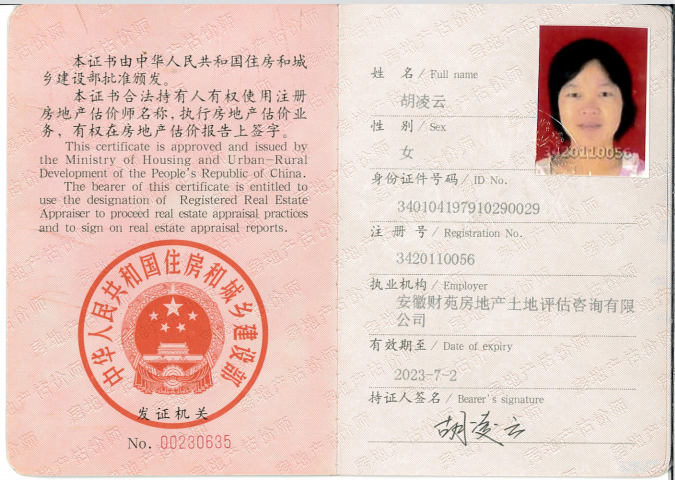 本证书由中华人民共和国住房和城
乡建设部批准颁发。
本证书合法持有人有权使用注册
房地产估价师名称，执行房地产估价业
务，有权在房地产估价报告上签字。
This certificate is approved and issued by
the Ministry of Housing and Urban-Rural
Development of the People's Republic of China.
The bearer of this certificate is entitled to
use the designation of Registered Real Estate
Appraiser to proceed real estate appraisal practices
and to sign on real estate appraisal reports.
中华人民共和国住房和城乡建设部
发证机关
No. 00230635
姓 名 / Full name
胡凌云
性 别 / Sex
女
身份证件号码 / ID No.
340104197910290029
注 册 号 / Registration No.
3420110056
执业机构 / Employer
安徽财苑房地产土地评估咨询有限
公司
有效期至 / Date of expiry
2023-7-2
持证人签名 / Bearer's signature
胡凌云
3420110056